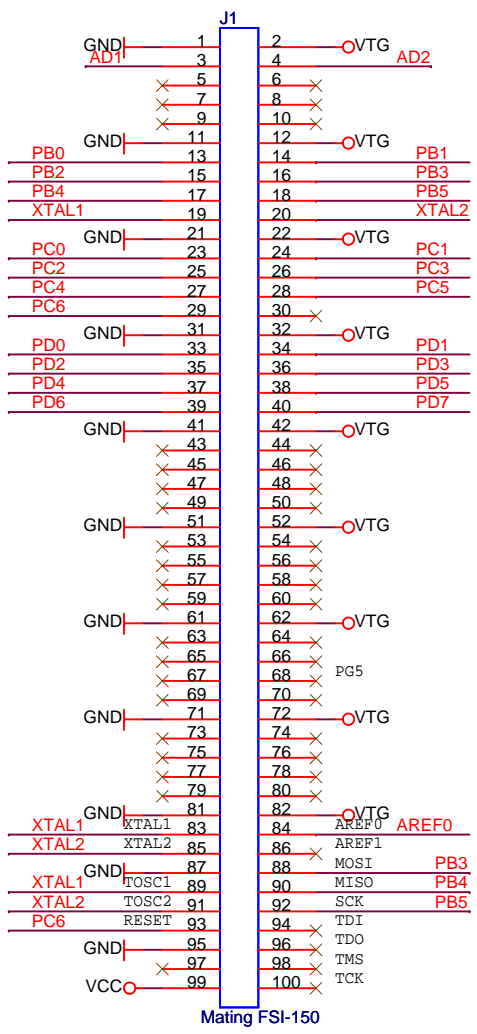 J1
GND 1 2 VTG
AD1 3 4 AD2
5 6
7 8
9 10
GND 11 12 VTG
PB0 13 14 PB1
PB2 15 16 PB3
PB4 17 18 PB5
XTAL1 19 20 XTAL2
GND 21 22 VTG
PC0 23 24 PC1
PC2 25 26 PC3
PC4 27 28 PC5
PC6 29 30
GND 31 32 VTG
PD0 33 34 PD1
PD2 35 36 PD3
PD4 37 38 PD5
PD6 39 40 PD7
GND 41 42 VTG
43 44
45 46
47 48
49 50
GND 51 52 VTG
53 54
55 56
57 58
59 60
GND 61 62 VTG
63 64
65 66
67 68 PG5
69 70
GND 71 72 VTG
73 74
75 76
77 78
79 80
GND 81 82 VTG
XTAL1 XTAL1 83 84 AREF0 AREF0
XTAL2 XTAL2 85 86 AREF1
GND 87 88 MOSI PB3
XTAL1 TOSC1 89 90 MISO PB4
XTAL2 TOSC2 91 92 SCK PB5
PC6 RESET 93 94 TDI
GND 95 96 TDO
97 98 TMS
VCC 99 100 TCK
Mating FSI-150